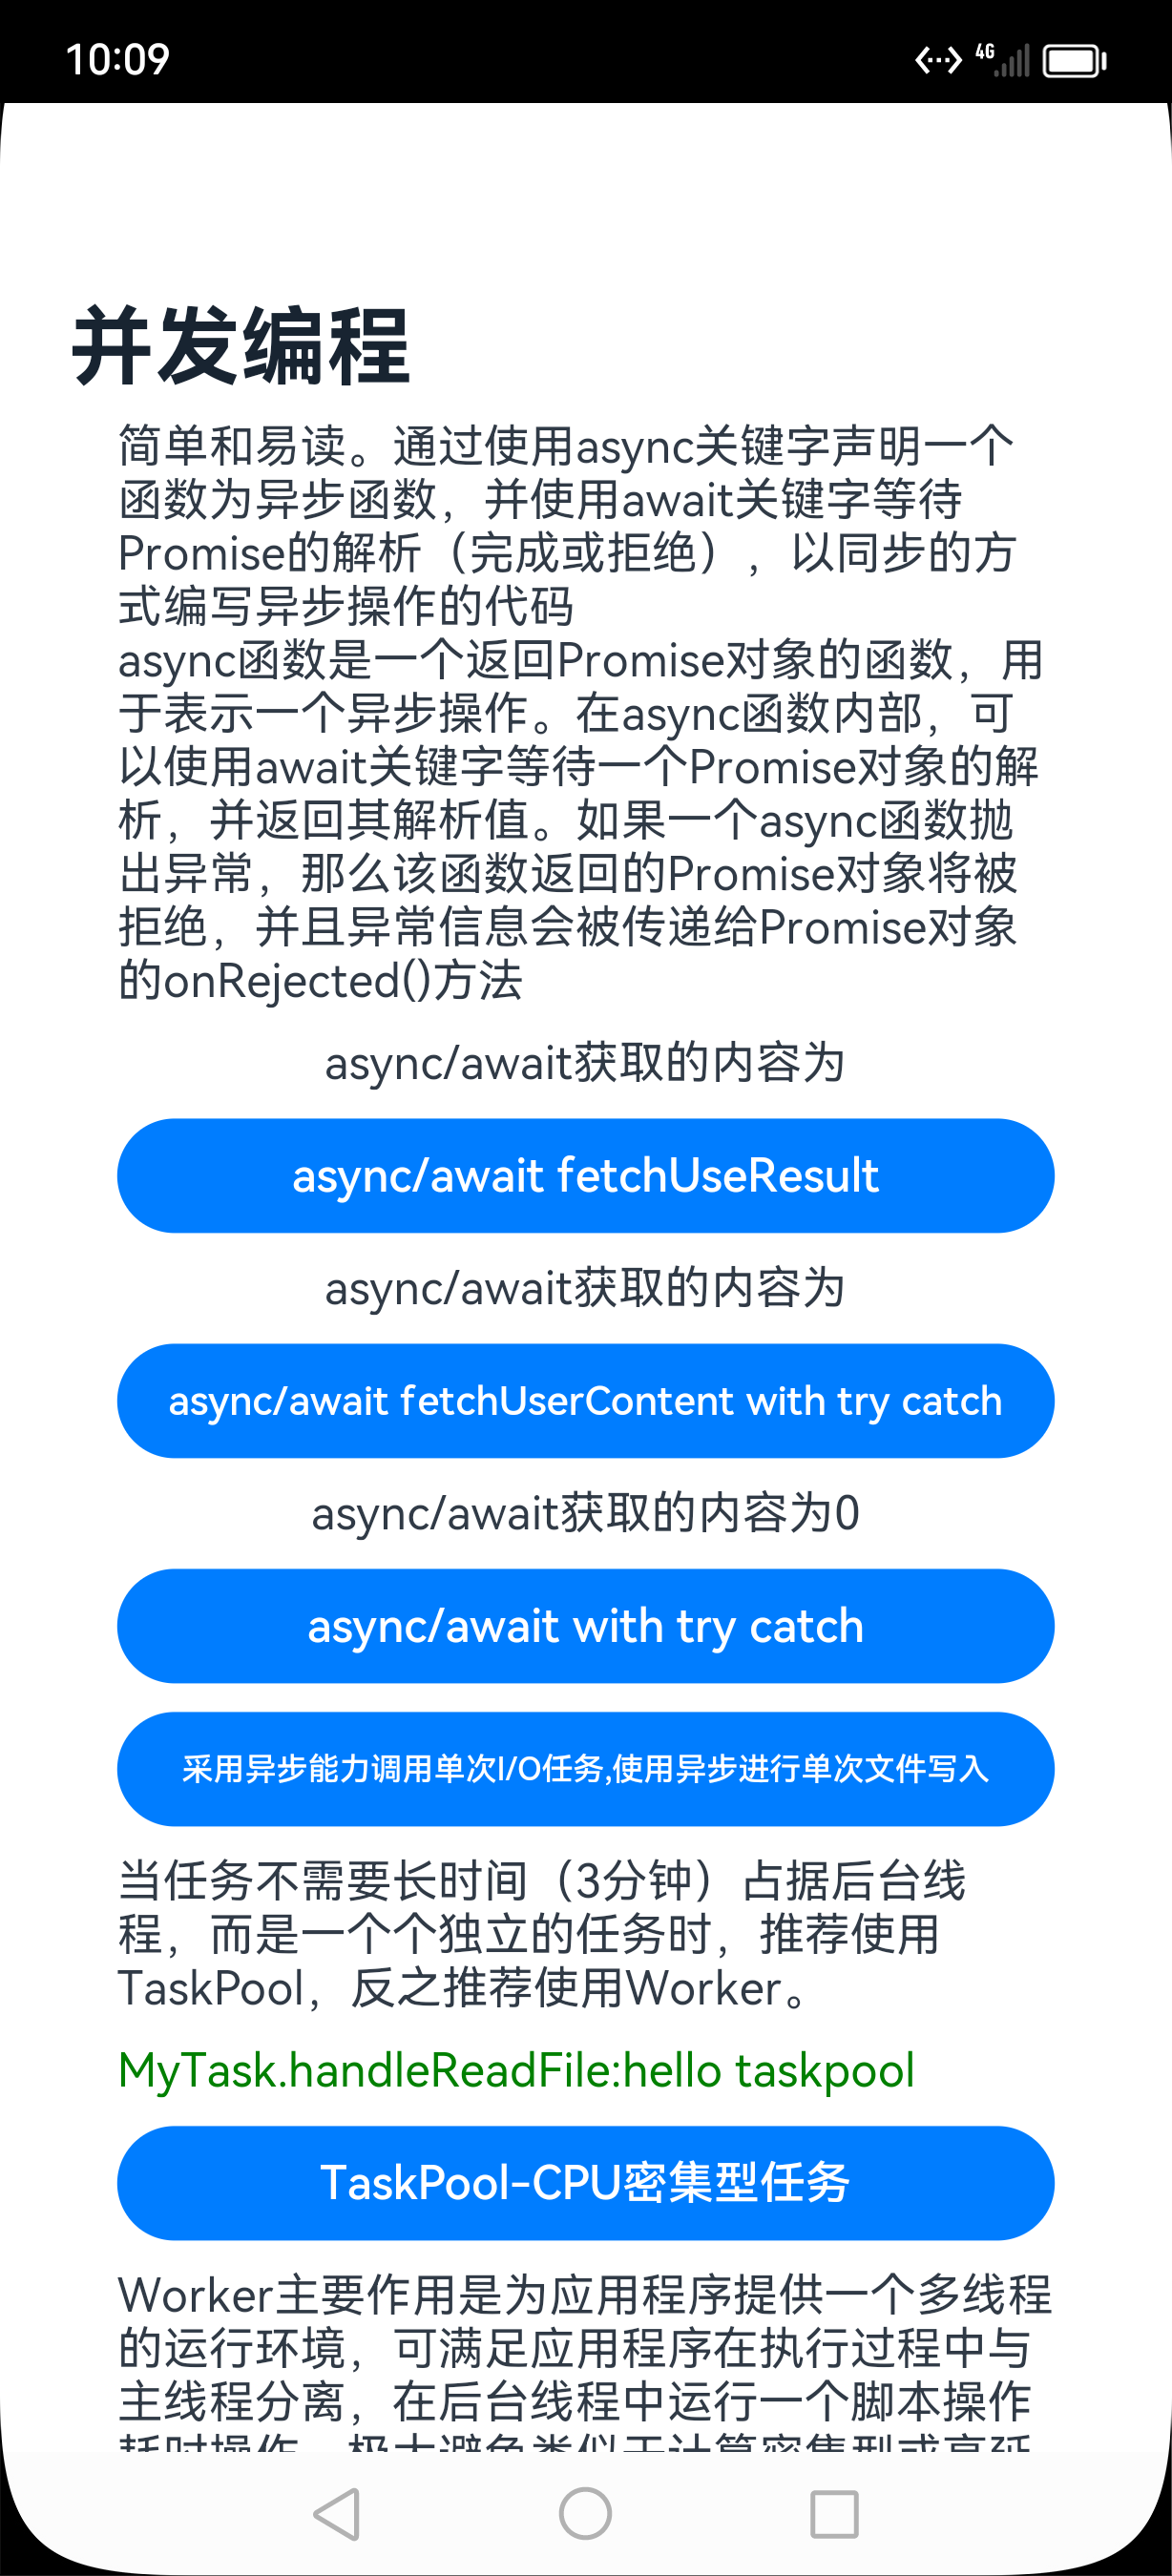 10:09
4G
并发编程
简单和易读。通过使用async关键字声明一个
函数为异步函数，并使用await关键字等待
Promise的解析（完成或拒绝），以同步的方
式编写异步操作的代码
async函数是一个返回Promise对象的函数，用
于表示一个异步操作。在async函数内部，可
以使用await关键字等待一个Promise对象的解
析，并返回其解析值。如果一个async函数抛
出异常，那么该函数返回的Promise对象将被
拒绝，并且异常信息会被传递给Promise对象
的onRejected()方法
async/await获取的内容为
async/await fetchUseResult
async/await获取的内容为
async/await fetchUserContent with try catch
async/await获取的内容为0
async/await with try catch
采用异步能力调用单次I/O任务,使用异步进行单次文件写入
当任务不需要长时间（3分钟）占据后台线
程，而是一个个独立的任务时，推荐使用
TaskPool，反之推荐使用Worker。
MyTask.handleReadFile:hello taskpool
TaskPool-CPU密集型任务
Worker主要作用是为应用程序提供一个多线程
的运行环境，可满足应用程序在执行过程中与
主线程分离，在后台线程中运行一个脚本操作
耗时操作，极大避免类似于计算密集型或高延